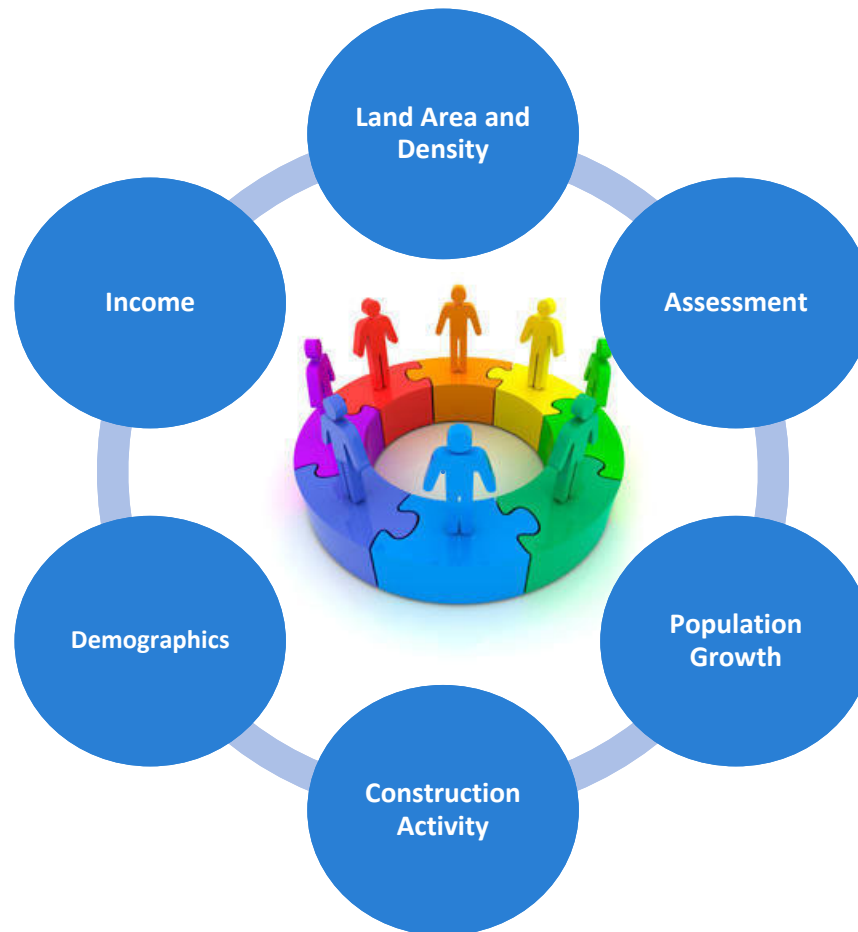 Land Area and
Density
Assessment
Population
Growth
Construction
Activity
Demographics
Income